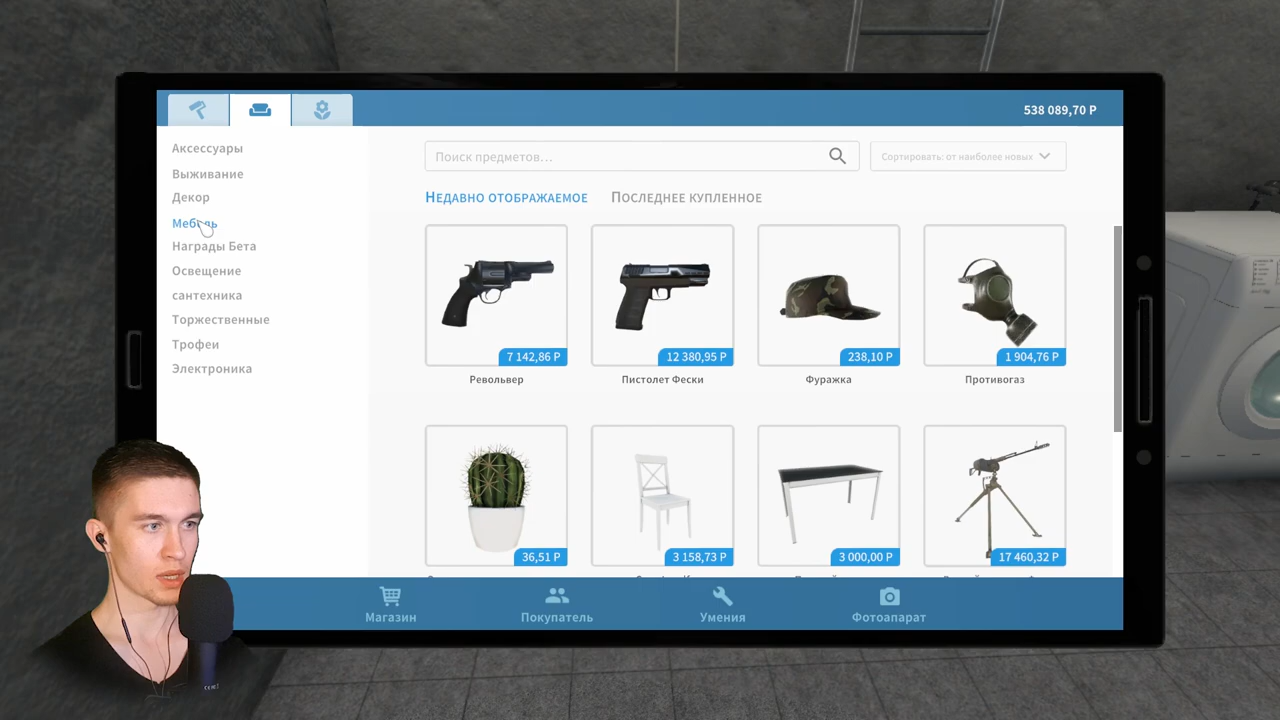 538 089,70 Р
Аксессуары
Выживание
Декор
Мебель
Награды Бета
Освещение
сантехника
Торжественные
Трофеи
Электроника
Поиск предметов...
Сортировать: от наиболее новых
Недавно отображаемое
Последнее купленное
7 142,86 Р
12 380,95 Р
238,10 Р
1 904,76 Р
Револьвер
Пистолет Фески
Фуражка
Противогаз
36,51 Р
3 158,73 Р
3 000,00 Р
17 460,32 Р
Магазин
Покупатель
Умения
Фотоапарат